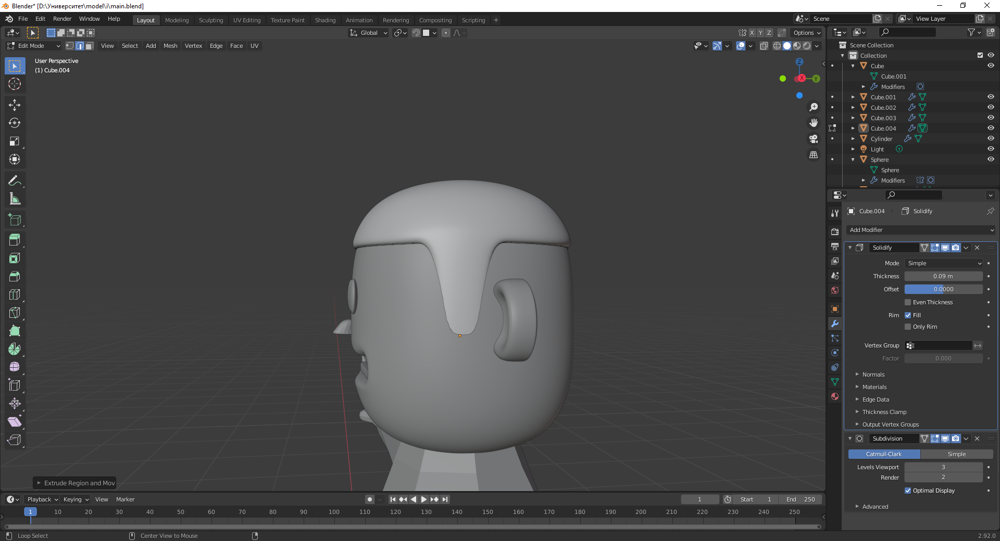 Blender* [D:\Университет\model\i\main.blend]
File Edit Render Window Help Layout Modeling Sculpting UV Editing Texture Paint Shading Animation Rendering Compositing Scripting + Scene View Layer
Global X Y Z Options
Edit Mode View Select Add Mesh Vertex Edge Face UV
User Perspective
(1) Cube.004
Z
X
Y
Scene Collection
Collection
Cube
Cube.001
Modifiers
Cube.001
Cube.002
Cube.003
Cube.004
Cylinder
Light
Sphere
Sphere
Modifiers
Cube.004 Solidify
Add Modifier
Solidify
Mode Simple
Thickness 0.09 m
Offset 0.0000
Even Thickness
Rim Fill
Only Rim
Vertex Group
Factor 0.000
Normals
Materials
Edge Data
Thickness Clamp
Output Vertex Groups
Subdivision
Catmull-Clark Simple
Levels Viewport 3
Render 2
Optimal Display
Advanced
Extrude Region and Mov
Playback Keying View Marker 1 Start 1 End 250
1 10 20 30 40 50 60 70 80 90 100 110 120 130 140 150 160 170 180 190 200 210 220 230 240 250
Loop Select Center View to Mouse 2.92.0